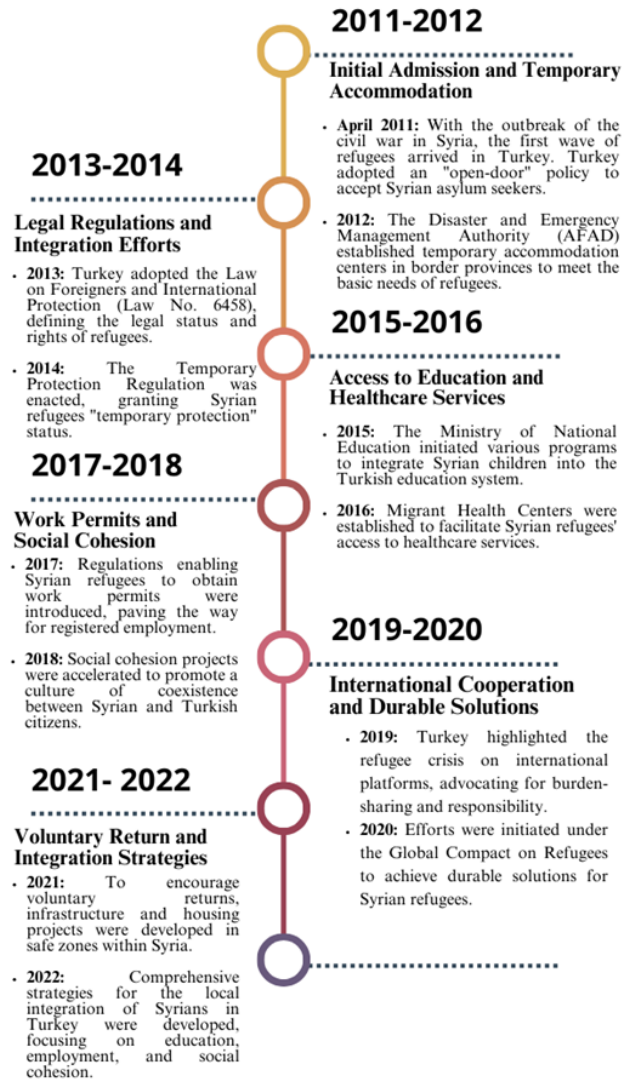 2011-2012
Initial Admission and Temporary
Accommodation
• April 2011: With the outbreak of the
civil war in Syria, the first wave of
refugees arrived in Turkey. Turkey
adopted an "open-door" policy to
accept Syrian asylum seekers.
• 2012: The Disaster and Emergency
Management Authority (AFAD)
established temporary accommodation
centers in border provinces to meet the
basic needs of refugees.
2013-2014
Legal Regulations and
Integration Efforts
• 2013: Turkey adopted the Law
on Foreigners and International
Protection (Law No. 6458),
defining the legal status and
rights of refugees.
• 2014: The Temporary
Protection Regulation was
enacted, granting Syrian
refugees "temporary protection"
status.
2015-2016
Access to Education and
Healthcare Services
• 2015: The Ministry of National
Education initiated various programs
to integrate Syrian children into the
Turkish education system.
• 2016: Migrant Health Centers were
established to facilitate Syrian refugees'
access to healthcare services.
2017-2018
Work Permits and
Social Cohesion
• 2017: Regulations enabling
Syrian refugees to obtain
work permits were
introduced, paving the way
for registered employment.
• 2018: Social cohesion projects
were accelerated to promote a
culture of coexistence
between Syrian and Turkish
citizens.
2019-2020
International Cooperation
and Durable Solutions
• 2019: Turkey highlighted the
refugee crisis on international
platforms, advocating for burden-
sharing and responsibility.
• 2020: Efforts were initiated under
the Global Compact on Refugees
to achieve durable solutions for
Syrian refugees.
2021- 2022
Voluntary Return and
Integration Strategies
• 2021: To encourage
voluntary returns,
infrastructure and housing
projects were developed in
safe zones within Syria.
• 2022: Comprehensive
strategies for the local
integration of Syrians in
Turkey were developed,
focusing on education,
employment, and social
cohesion.